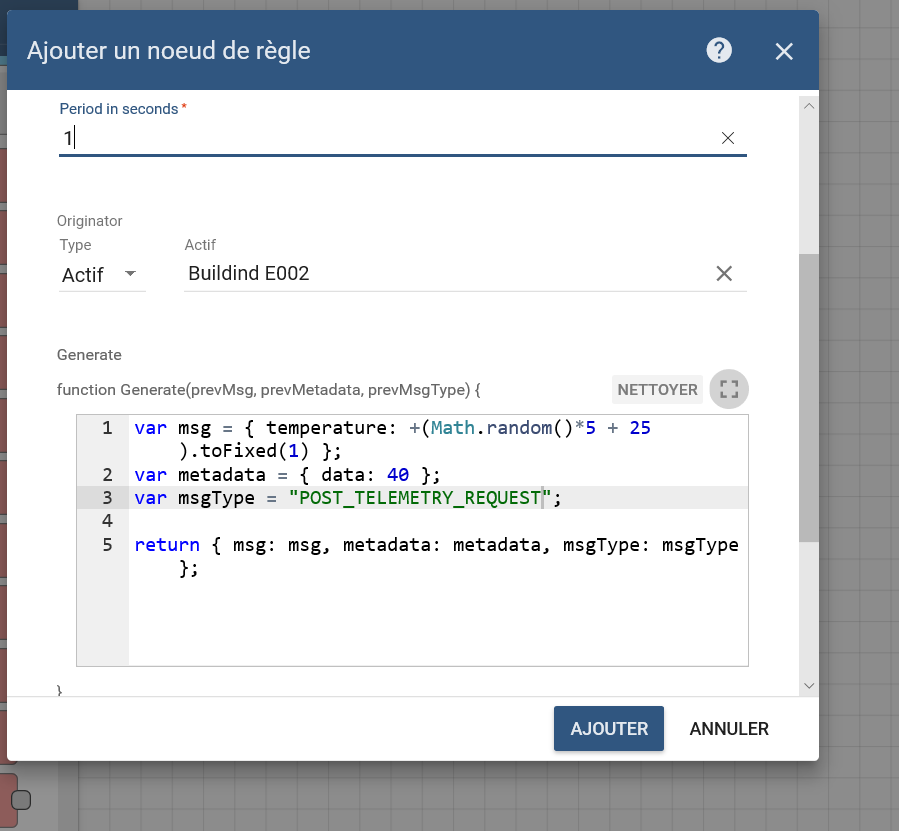 Ajouter un noeud de règle
Period in seconds *
1
Originator
Type
Actif
Actif
Buildind E002
Generate
function Generate(prevMsg, prevMetadata, prevMsgType) {
NETTOYER
1 var msg = { temperature: +(Math.random()*5 + 25
).toFixed(1) };
2 var metadata = { data: 40 };
3 var msgType = "POST_TELEMETRY_REQUEST";
4
5 return { msg: msg, metadata: metadata, msgType: msgType
};
}
AJOUTER
ANNULER